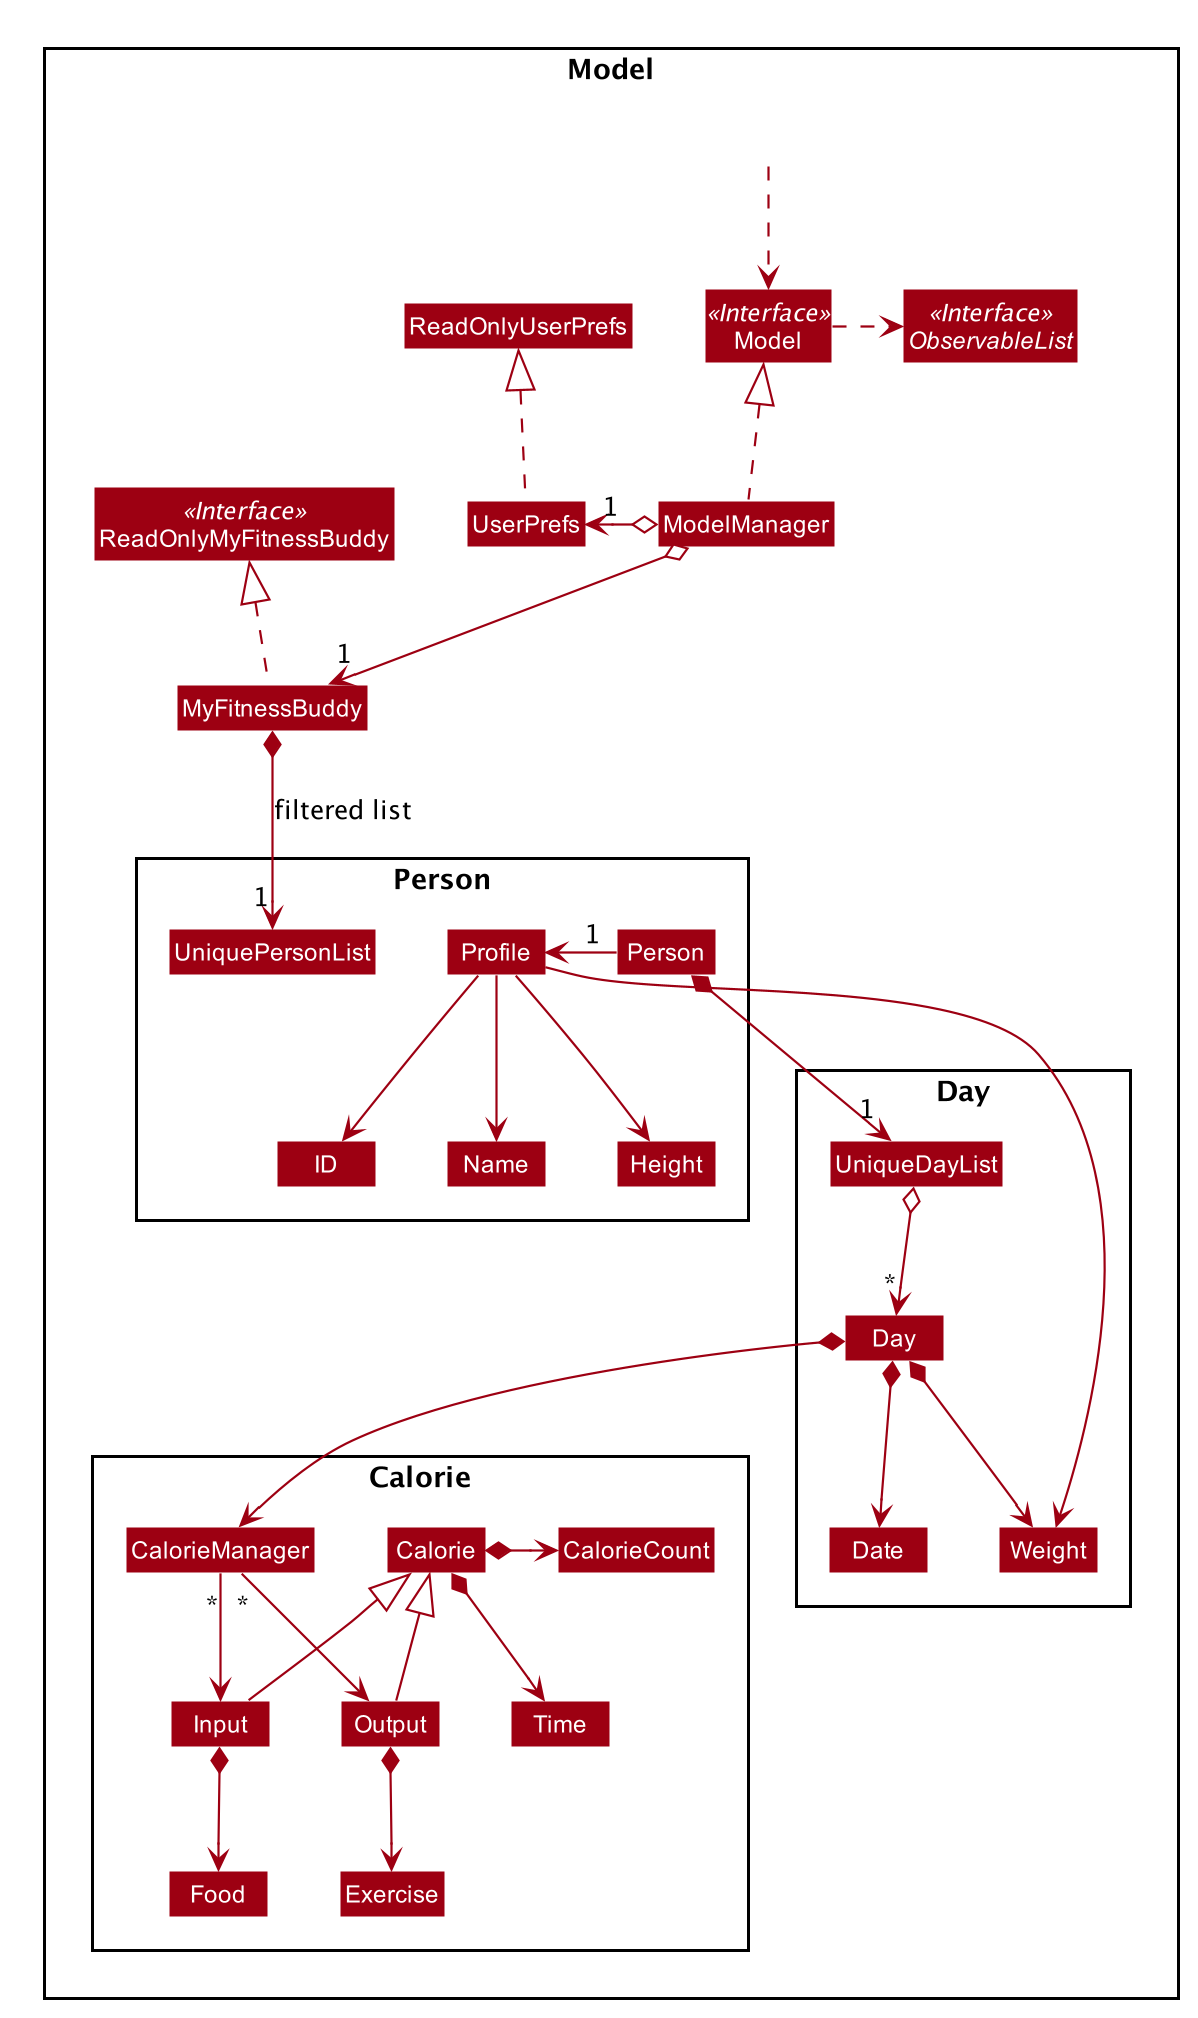 Model
«Interface»
Model
«Interface»
ObservableList
ReadOnlyUserPrefs
«Interface»
ReadOnlyMyFitnessBuddy
UserPrefs
1
ModelManager
1
MyFitnessBuddy
filtered list
Person
1
UniquePersonList
Profile
1
Person
Day
1
ID
Name
Height
UniqueDayList
*
Day
Calorie
CalorieManager
Calorie
CalorieCount
Date
Weight
*
*
Input
Output
Time
Food
Exercise